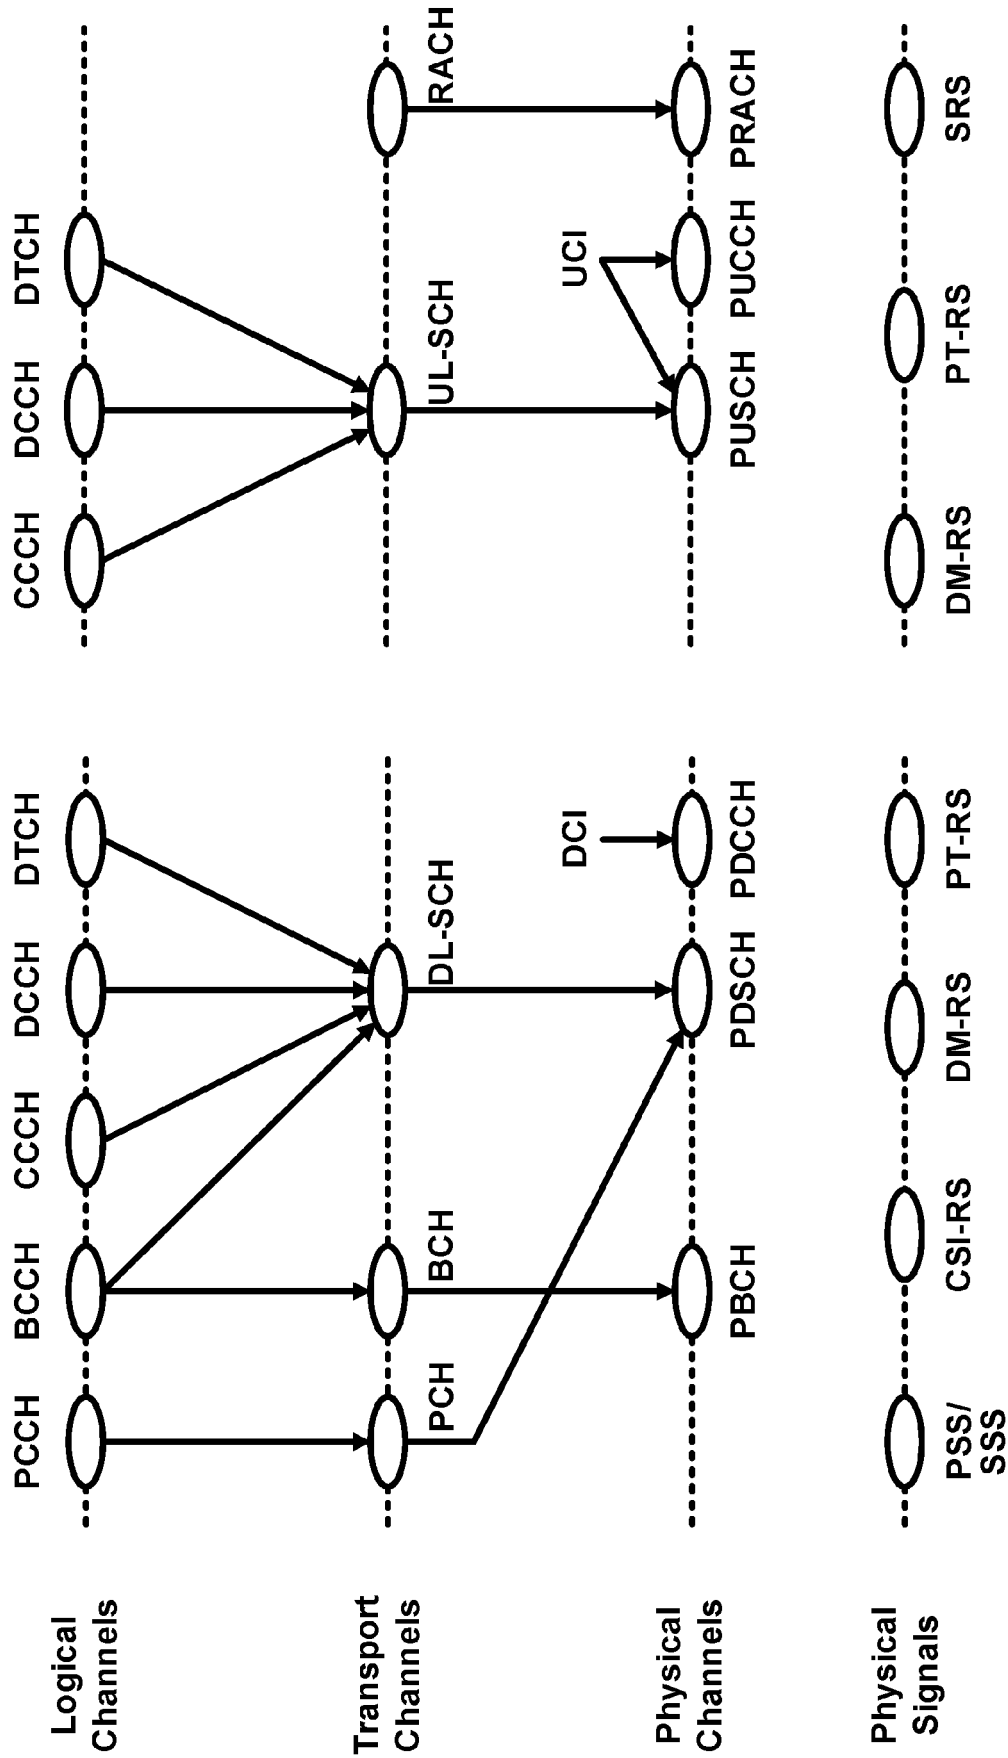 Logical
Channels
PCCH
BCCH
CCCH
DCCH
DTCH
CCCH
DCCH
DTCH
Transport
Channels
PCH
BCH
DL-SCH
UL-SCH
RACH
DCI
UCI
Physical
Channels
PBCH
PDSCH
PDCCH
PUSCH
PUCCH
PRACH
Physical
Signals
PSS/
SSS
CSI-RS
DM-RS
PT-RS
DM-RS
PT-RS
SRS